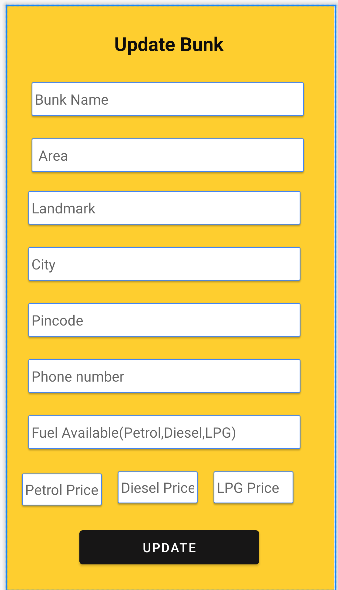 Update Bunk
Bunk Name
Area
Landmark
City
Pincode
Phone number
Fuel Available(Petrol,Diesel,LPG)
Petrol Price Diesel Price LPG Price
UPDATE